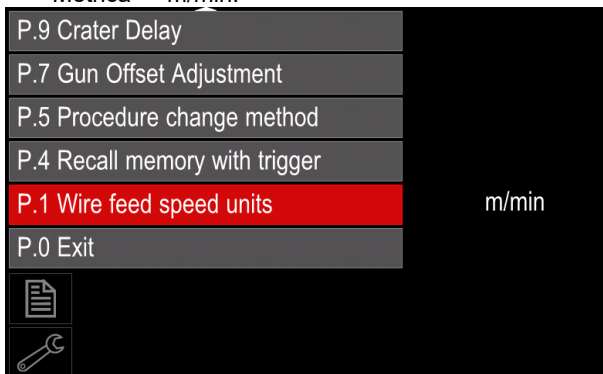 P.9 Crater Delay
P.7 Gun Offset Adjustment
P.5 Procedure change method
P.4 Recall memory with trigger
P.1 Wire feed speed units m/min
P.0 Exit